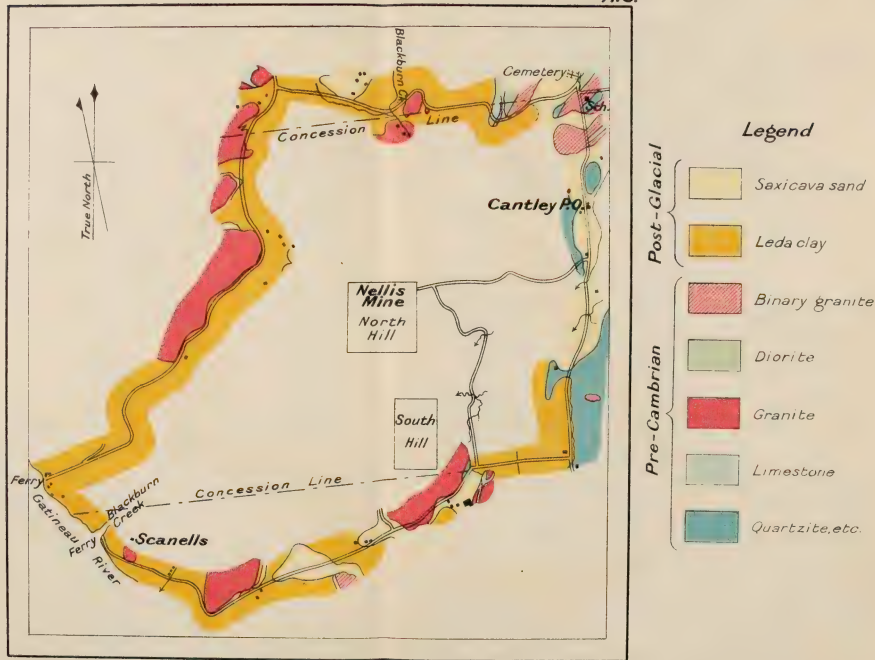 Blackburn Cr.
Cemetery
Sch.
Concession Line
True North
Cantley P.O.
Nellis
Mine
North
Hill
South
Hill
Concession Line
Ferry
Gatineau
River
Blackburn
Creek
Ferry
Scanells
Legend
Post-Glacial
Saxicava sand
Leda clay
Pre-Cambrian
Binary granite
Diorite
Granite
Limestone
Quartzite, etc.